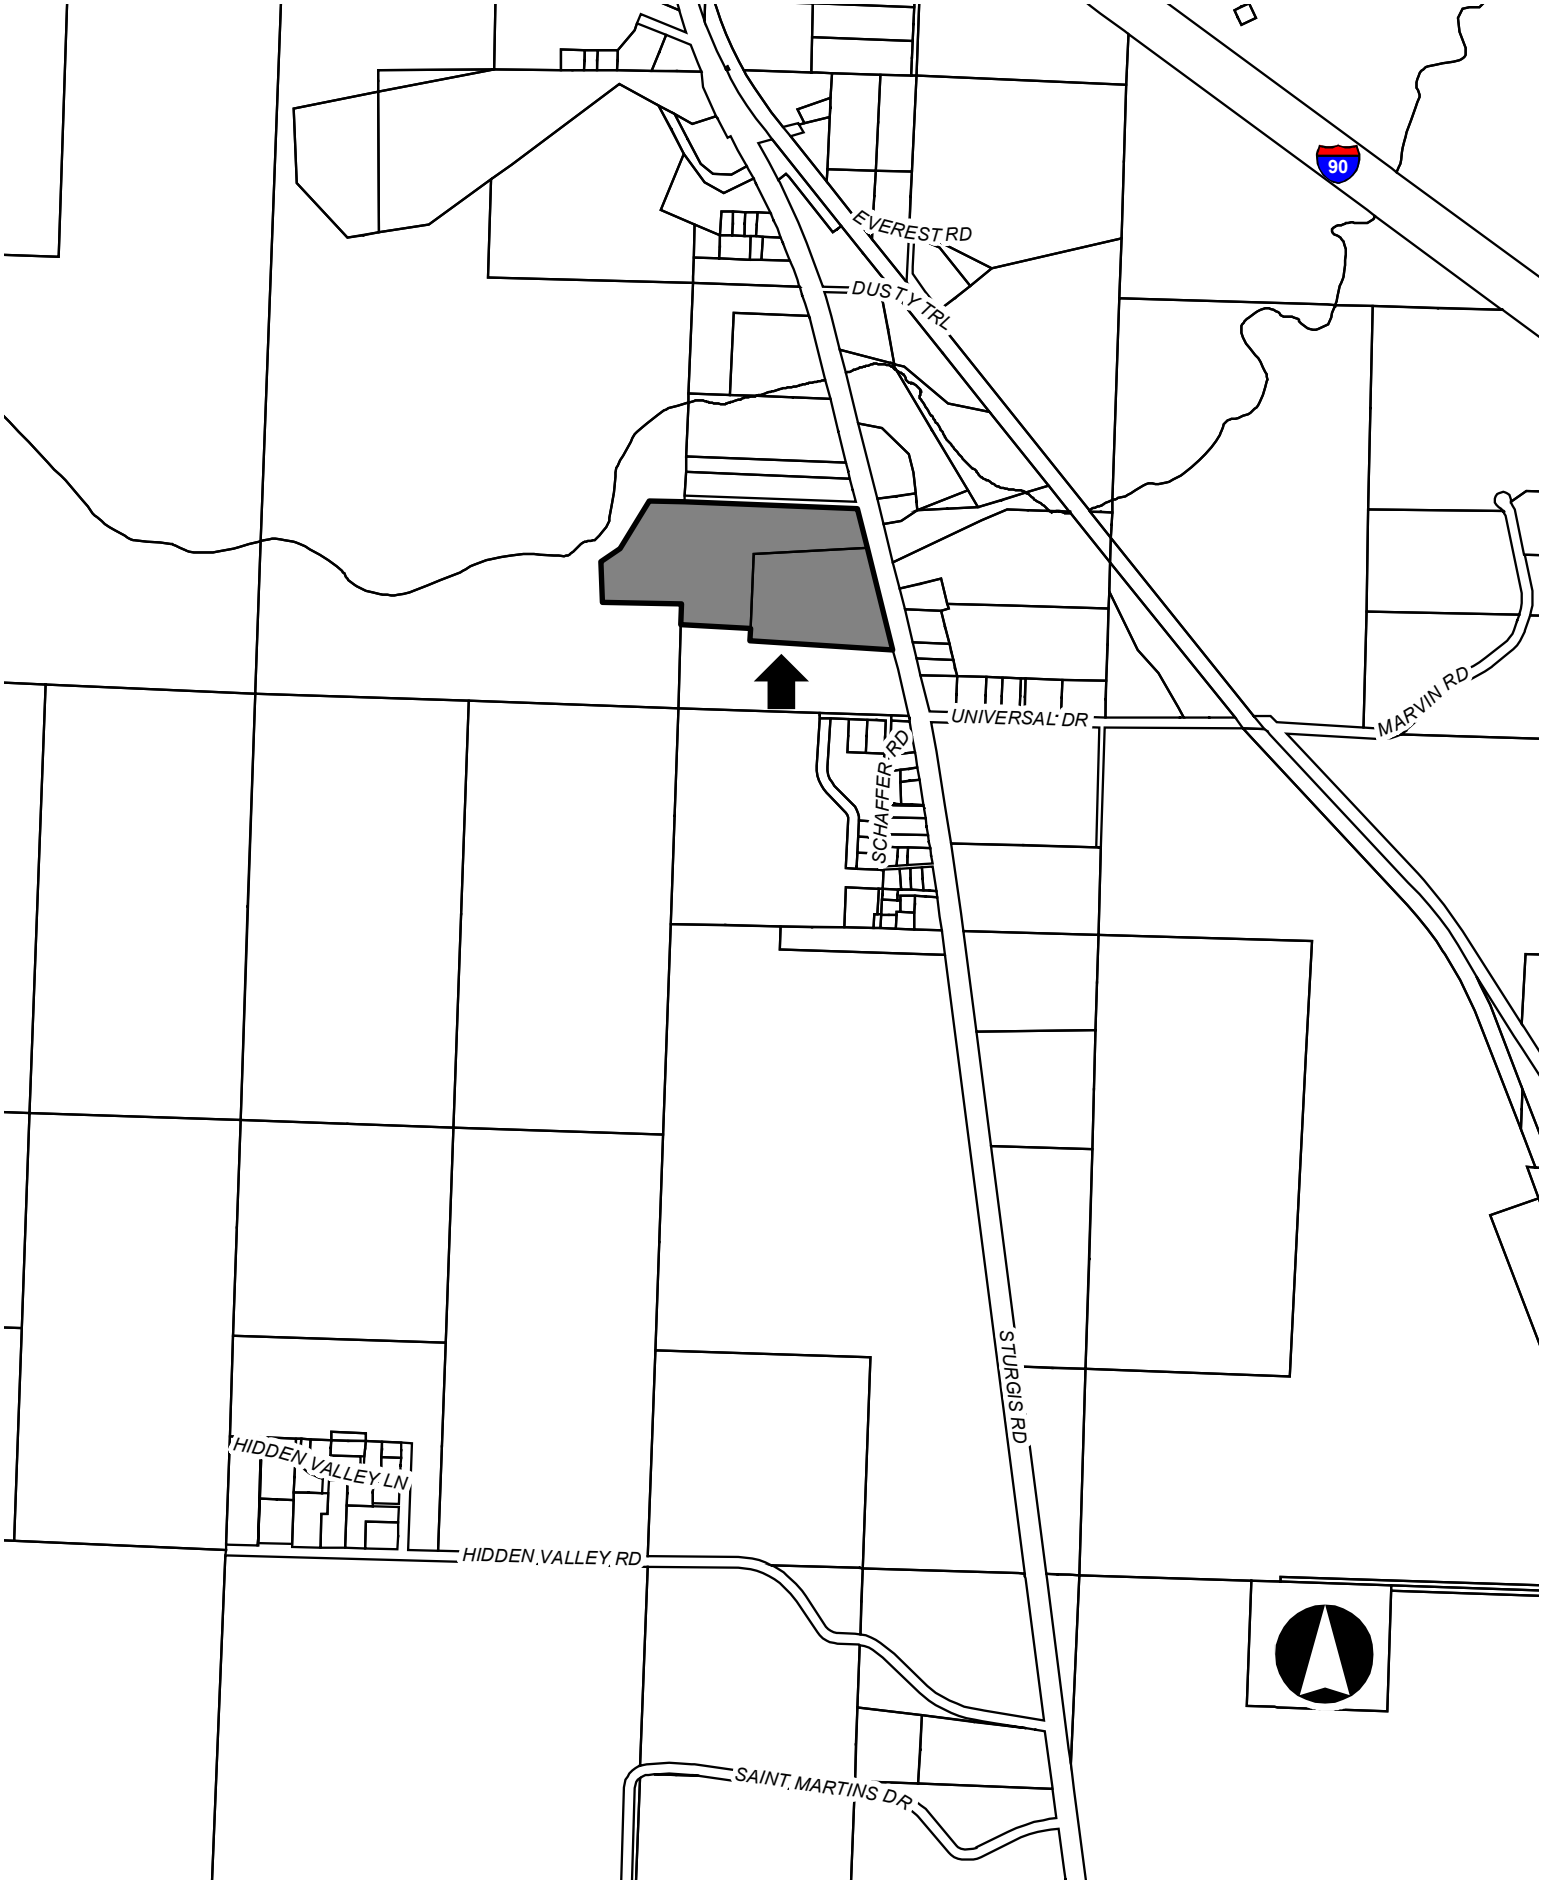 90
EVEREST RD
DUSTY TRL
UNIVERSAL DR
MARVIN RD
SCHAFFER RD
STURGIS RD
HIDDEN VALLEY LN
HIDDEN VALLEY RD
SAINT MARTINS DR